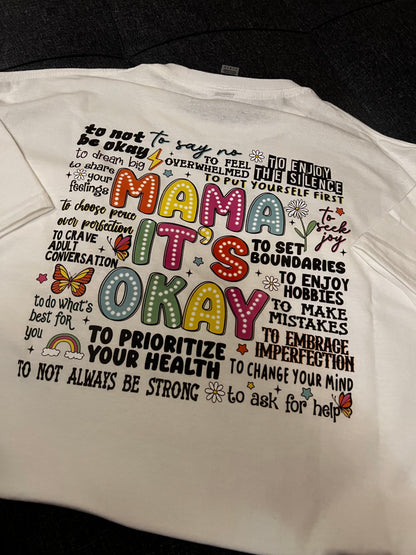 to not be okay
to say no
to dream big
TO FEEL OVERWHELMED
TO ENJOY THE SILENCE
to share your feelings
TO PUT YOURSELF FIRST
MAMA
to choose peace over perfection
to seek joy
IT'S
TO CRAVE ADULT CONVERSATION
TO SET BOUNDARIES
OKAY
TO ENJOY HOBBIES
to do what's best for you
TO MAKE MISTAKES
TO PRIORITIZE YOUR HEALTH
TO EMBRACE IMPERFECTION
TO CHANGE YOUR MIND
TO NOT ALWAYS BE STRONG
to ask for help